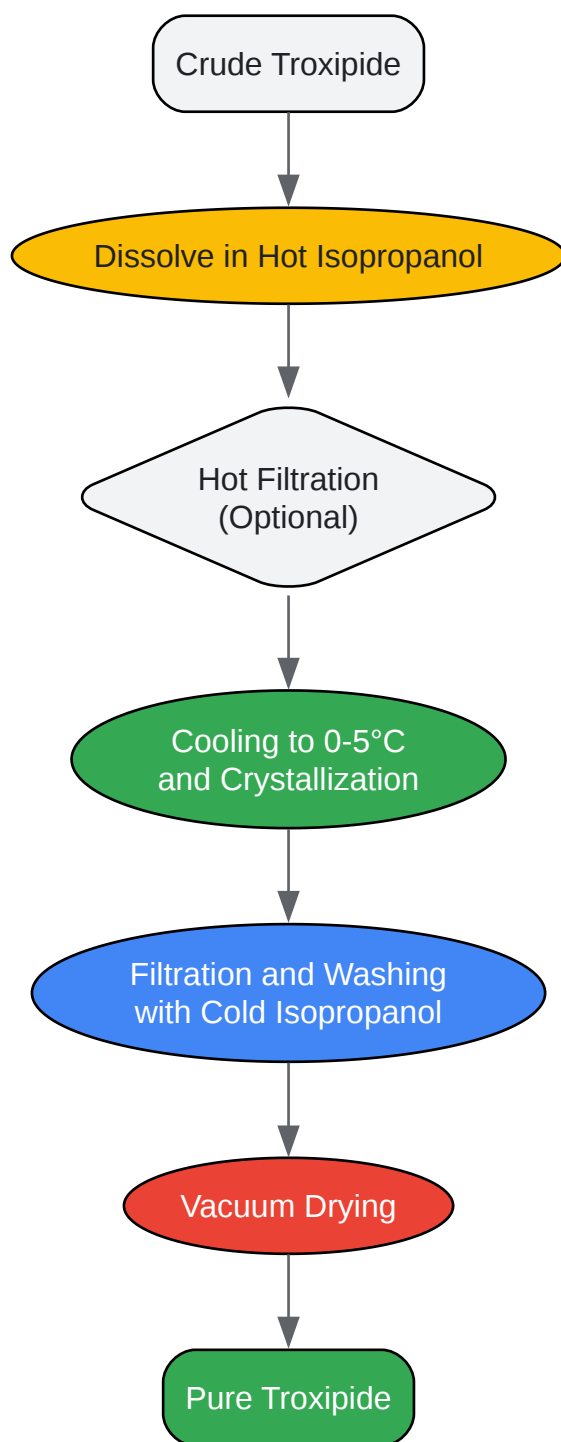 Crude Troxipide
Dissolve in Hot Isopropanol
Hot Filtration
(Optional)
Cooling to 0-5°C
and Crystallization
Filtration and Washing
with Cold Isopropanol
Vacuum Drying
Pure Troxipide